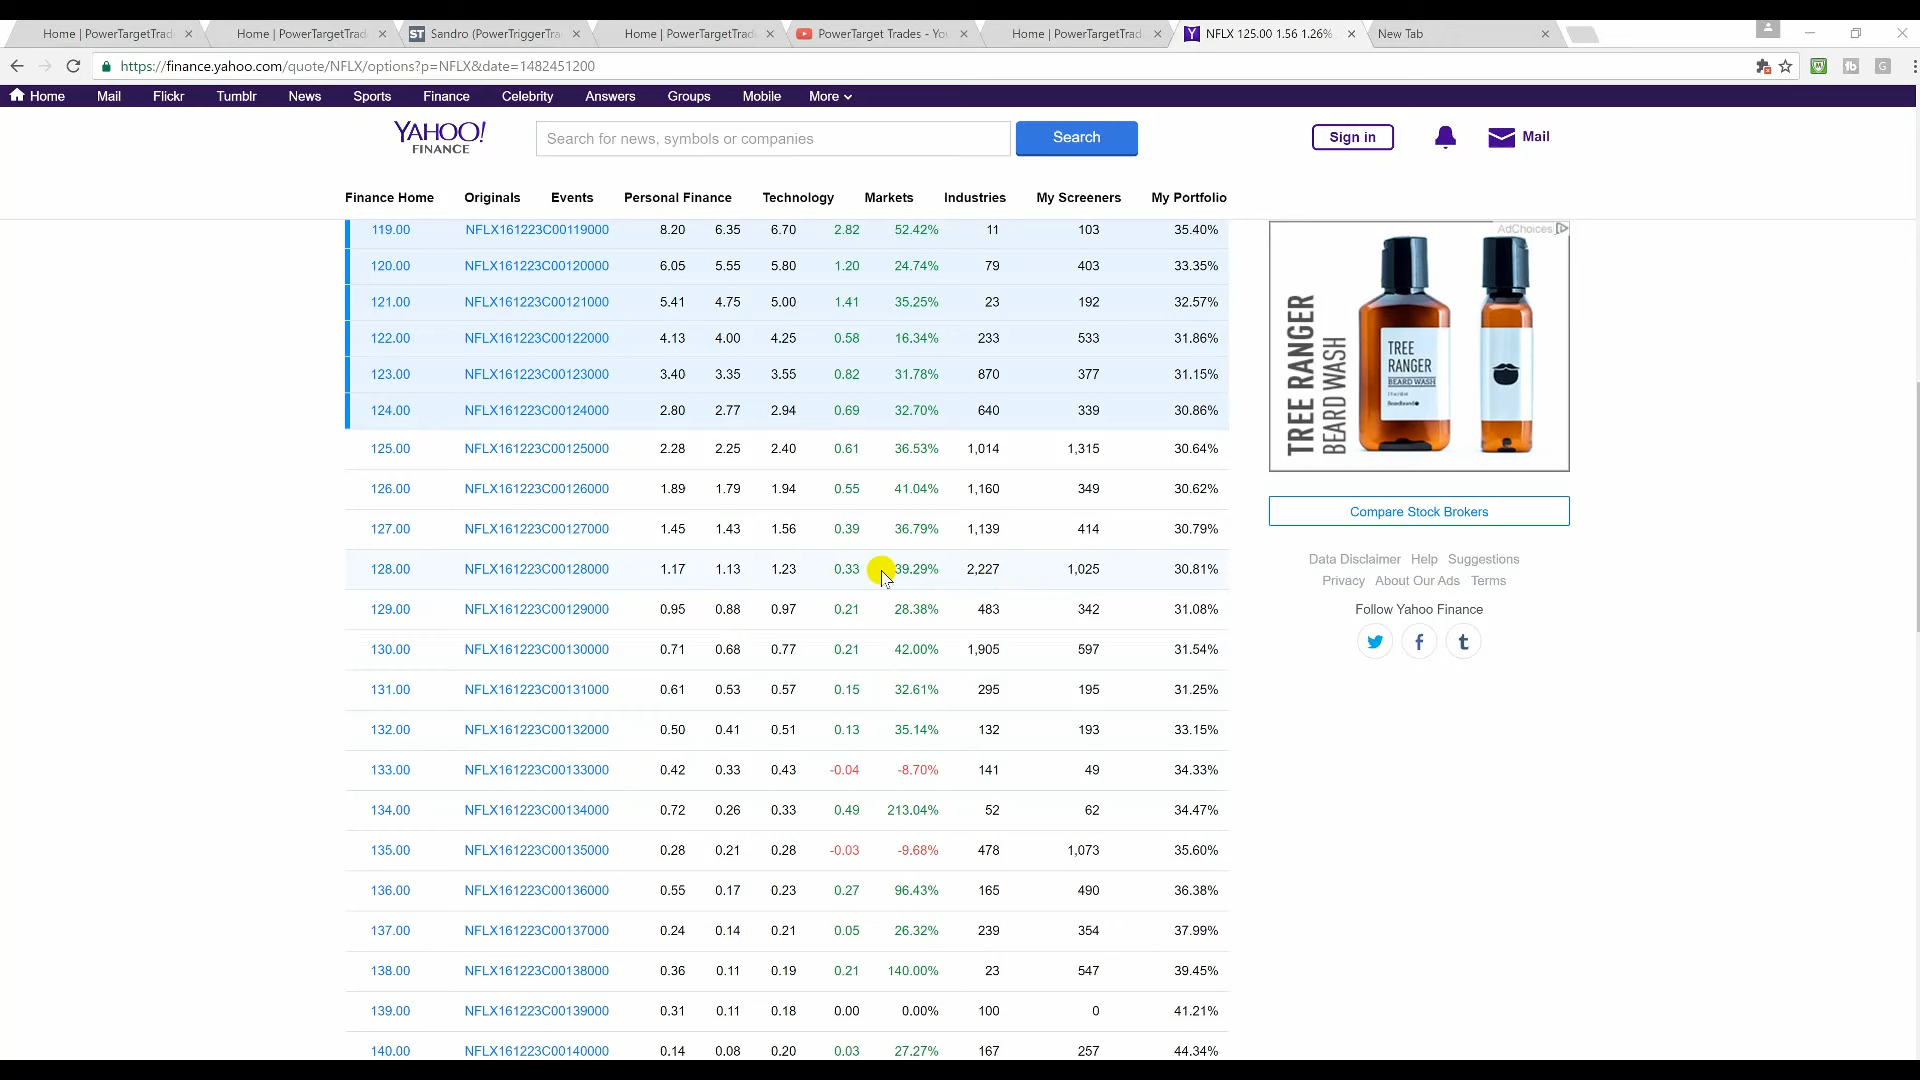 Home | PowerTargetTrad
Home | PowerTargetTrad
ST Sandro (PowerTriggerTra
Home | PowerTargetTrad
PowerTarget Trades - You
Home | PowerTargetTrad
NFLX 125.00 1.56 1.26%
New Tab
https://finance.yahoo.com/quote/NFLX/options?p=NFLX&date=1482451200
Home Mail Flickr Tumblr News Sports Finance Celebrity Answers Groups Mobile More
YAHOO!
FINANCE
Search for news, symbols or companies
Search
Sign in
Mail
Finance Home Originals Events Personal Finance Technology Markets Industries My Screeners My Portfolio
119.00 NFLX161223C00119000 8.20 6.35 6.70 2.82 52.42% 11 103 35.40%
120.00 NFLX161223C00120000 6.05 5.55 5.80 1.20 24.74% 79 403 33.35%
121.00 NFLX161223C00121000 5.41 4.75 5.00 1.41 35.25% 23 192 32.57%
122.00 NFLX161223C00122000 4.13 4.00 4.25 0.58 16.34% 233 533 31.86%
123.00 NFLX161223C00123000 3.40 3.35 3.55 0.82 31.78% 870 377 31.15%
124.00 NFLX161223C00124000 2.80 2.77 2.94 0.69 32.70% 640 339 30.86%
125.00 NFLX161223C00125000 2.28 2.25 2.40 0.61 36.53% 1,014 1,315 30.64%
126.00 NFLX161223C00126000 1.89 1.79 1.94 0.55 41.04% 1,160 349 30.62%
127.00 NFLX161223C00127000 1.45 1.43 1.56 0.39 36.79% 1,139 414 30.79%
128.00 NFLX161223C00128000 1.17 1.13 1.23 0.33 39.29% 2,227 1,025 30.81%
129.00 NFLX161223C00129000 0.95 0.88 0.97 0.21 28.38% 483 342 31.08%
130.00 NFLX161223C00130000 0.71 0.68 0.77 0.21 42.00% 1,905 597 31.54%
131.00 NFLX161223C00131000 0.61 0.53 0.57 0.15 32.61% 295 195 31.25%
132.00 NFLX161223C00132000 0.50 0.41 0.51 0.13 35.14% 132 193 33.15%
133.00 NFLX161223C00133000 0.42 0.33 0.43 -0.04 -8.70% 141 49 34.33%
134.00 NFLX161223C00134000 0.72 0.26 0.33 0.49 213.04% 52 62 34.47%
135.00 NFLX161223C00135000 0.28 0.21 0.28 -0.03 -9.68% 478 1,073 35.60%
136.00 NFLX161223C00136000 0.55 0.17 0.23 0.27 96.43% 165 490 36.38%
137.00 NFLX161223C00137000 0.24 0.14 0.21 0.05 26.32% 239 354 37.99%
138.00 NFLX161223C00138000 0.36 0.11 0.19 0.21 140.00% 23 547 39.45%
139.00 NFLX161223C00139000 0.31 0.11 0.18 0.00 0.00% 100 0 41.21%
140.00 NFLX161223C00140000 0.14 0.08 0.20 0.03 27.27% 167 257 44.34%
AdChoices
TREE RANGER
BEARD WASH
TREE
RANGER
BEARD WASH
Compare Stock Brokers
Data Disclaimer Help Suggestions
Privacy About Our Ads Terms
Follow Yahoo Finance